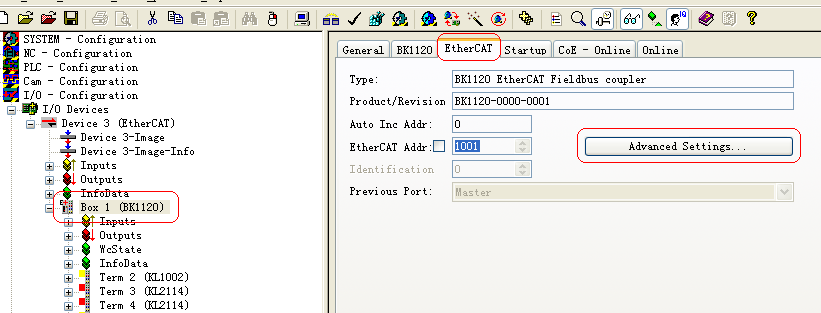 SYSTEM - Configuration
NC - Configuration
PLC - Configuration
Cam - Configuration
I/O - Configuration
I/O Devices
Device 3 (EtherCAT)
Device 3-Image
Device 3-Image-Info
Inputs
Outputs
InfoData
Box 1 (BK1120)
Inputs
Outputs
WcState
InfoData
Term 2 (KL1002)
Term 3 (KL2114)
Term 4 (KL2114)
General BK1120 EtherCAT Startup CoE - Online Online
Type: BK1120 EtherCAT Fieldbus coupler
Product/Revision BK1120-0000-0001
Auto Inc Addr: 0
EtherCAT Addr: 1001 Advanced Settings...
Identification 0
Previous Port: Master